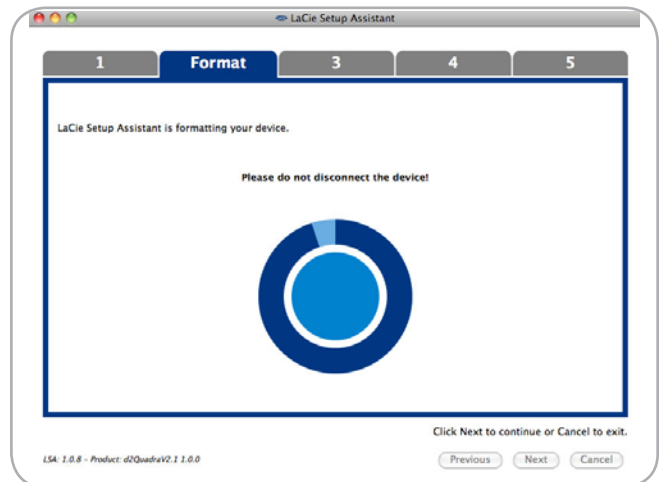 LaCie Setup Assistant
1 Format 3 4 5
LaCie Setup Assistant is formatting your device.
Please do not disconnect the device!
Click Next to continue or Cancel to exit.
LSA: 1.0.8 – Product: d2QuadraV2.1 1.0.0
Previous Next Cancel